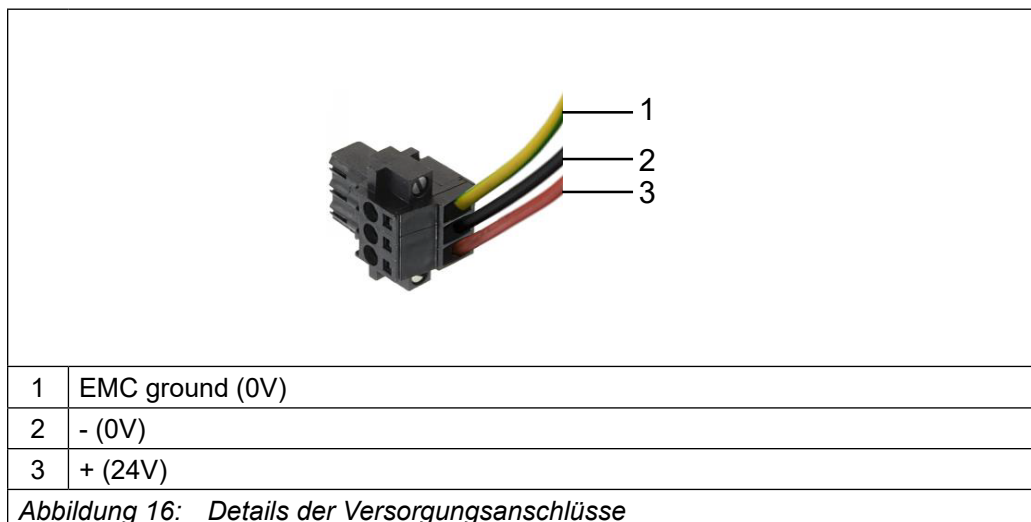 1
2
3
1 EMC ground (0V)
2 - (0V)
3 + (24V)
Abbildung 16: Details der Versorgungsanschlüsse